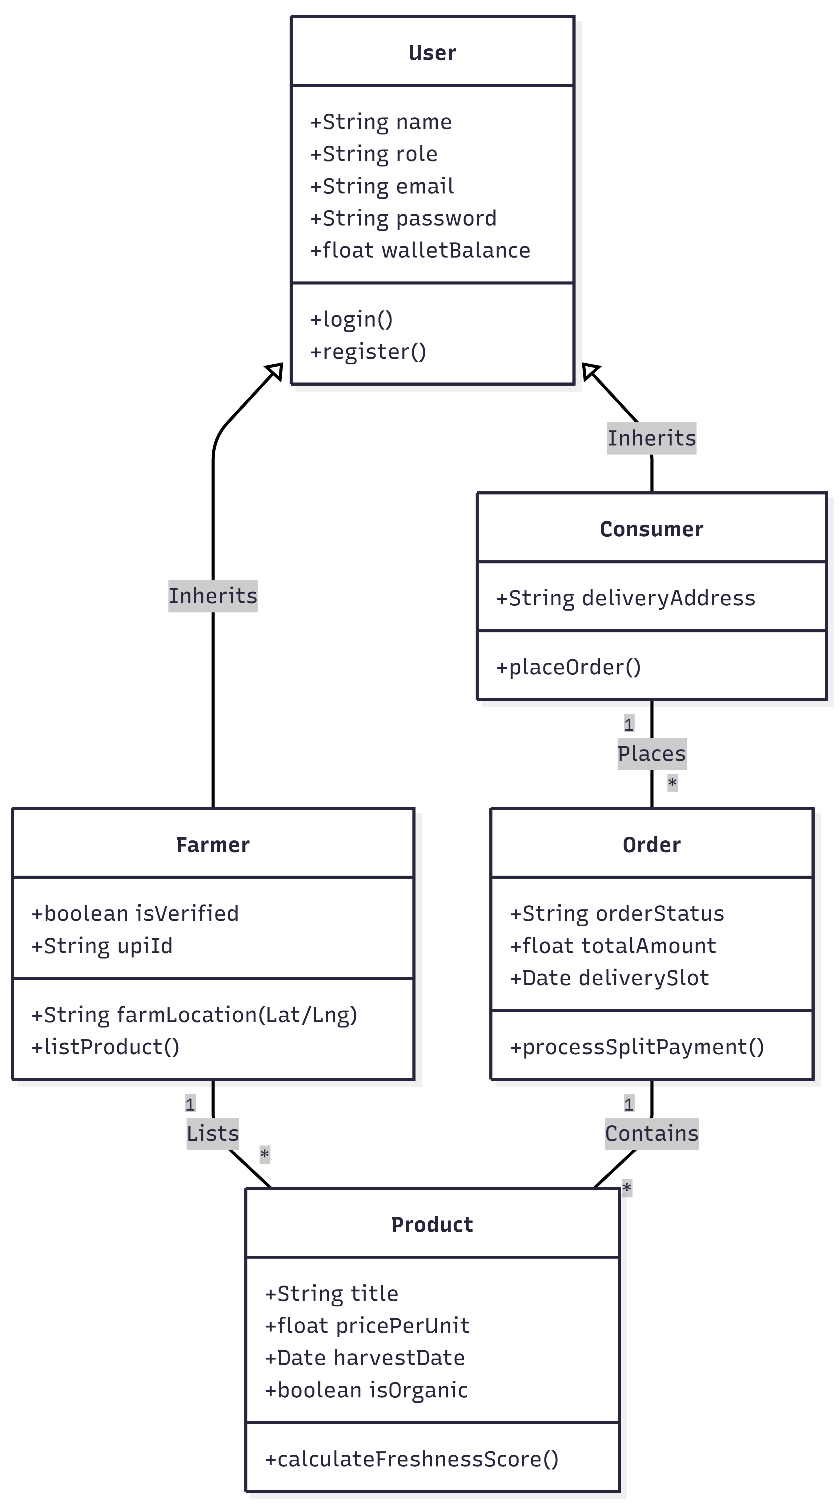 User
+String name
+String role
+String email
+String password
+float walletBalance
+login()
+register()
Inherits
Consumer
+String deliveryAddress
+placeOrder()
Inherits
1
Places
*
Farmer
+boolean isVerified
+String upiId
+String farmLocation(Lat/Lng)
+listProduct()
Order
+String orderStatus
+float totalAmount
+Date deliverySlot
+processSplitPayment()
1
Lists
*
1
Contains
*
Product
+String title
+float pricePerUnit
+Date harvestDate
+boolean isOrganic
+calculateFreshnessScore()